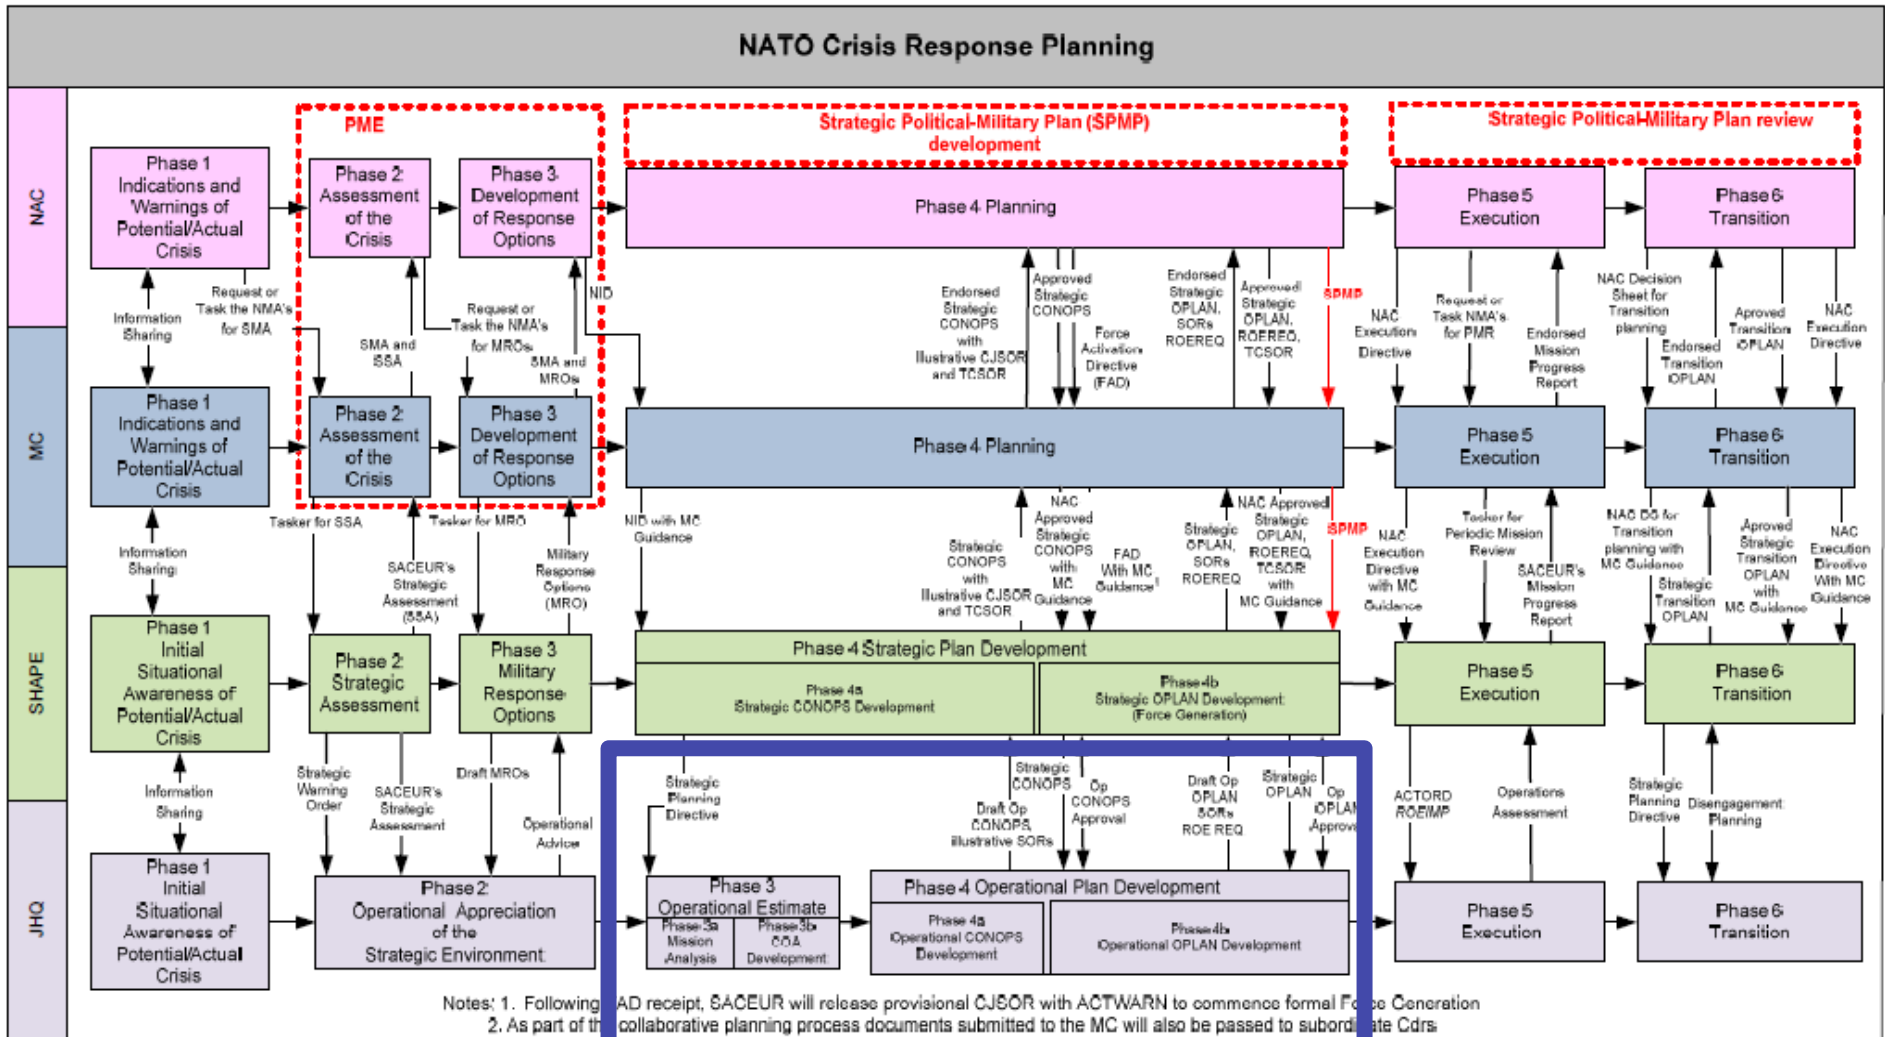 NATO Crisis Response Planning
NAC
PME
Strategic Political-Military Plan (SPMP)
development
Strategic Political-Military Plan review
Phase 1
Indications and
Warnings of
Potential/Actual
Crisis
Phase 2
Assessment
of the
Crisis
Phase 3
Development
of Response
Options
Phase 4 Planning
Phase 5
Execution
Phase 6
Transition
Information
Sharing
Request or
Task the NMA's
for SMA
SMA and
SSA
Request or
Task the NMA's
for MROs
SMA and
MROs
NID
Endorsed
Strategic
CONOPS
with
Illustrative CJSOR
and TCSOR
Approved
Strategic
CONOPS
Force
Activation
Directive
(FAD)
Endorsed
Strategic
OPLAN,
SORs
ROEREQ
Approved
Strategic
OPLAN,
ROEREQ,
TCSOR
SPMP
NAC
Execution
Directive
Request or
Task NMA's
for PMR
Endorsed
Mission
Progress
Report
NAC Decision
Sheet for
Transition
planning
Endorsed
Transition
OPLAN
Aproved
Transition
OPLAN
NAC
Execution
Directive
MC
Phase 1
Indications and
Warnings of
Potential/Actual
Crisis
Phase 2
Assessment
of the
Crisis
Phase 3
Development
of Response
Options
Phase 4 Planning
Phase 5
Execution
Phase 6
Transition
Information
Sharing
Tasker for SSA
SACEUR's
Strategic
Assessment
(SSA)
Tasker for MRO
Military
Response
Options
(MRO)
NID with MC
Guidance
Strategic
CONOPS
with
Illustrative CJSOR
and TCSOR
NAC
Approved
Strategic
CONOPS
with
MC
Guidance
FAD
With MC
Guidance1
Strategic
OPLAN,
SORs
ROEREQ
NAC Approved
Strategic
OPLAN,
ROEREQ,
TCSOR
with
MC Guidance
SPMP
NAC
Execution
Directive
with MC
Guidance
Tasker for
Periodic Mission
Review
SACEUR's
Mission
Progress
Report
NAC DS for
Transition
planning with
MC Guidance
Strategic
Transition
OPLAN
Aproved
Strategic
Transition
OPLAN
with
MC Guidance
NAC
Execution
Directive
With MC
Guidance
SHAPE
Phase 1
Initial
Situational
Awareness of
Potential/Actual
Crisis
Phase 2
Strategic
Assessment
Phase 3
Military
Response
Options
Phase 4 Strategic Plan Development
Phase 4a
Strategic CONOPS Development
Phase 4b
Strategic OPLAN Development
(Force Generation)
Phase 5
Execution
Phase 6
Transition
Information
Sharing
Strategic
Warning
Order
SACEUR's
Strategic
Assessment
Draft MROs
Operational
Advice
Strategic
Planning
Directive
Draft Op
CONOPS,
illustrative SORs
Strategic
CONOPS
Op
CONOPS
Approval
Draft Op
OPLAN
SORs
ROE REQ
Strategic
OPLAN
Op
OPLAN
Approval
ACTORD
ROEIMP
Operations
Assessment
Strategic
Planning
Directive
Disengagement
Planning
JHQ
Phase 1
Initial
Situational
Awareness of
Potential/Actual
Crisis
Phase 2
Operational Appreciation
of the
Strategic Environment
Phase 3
Operational Estimate
Phase 3a
Mission
Analysis
Phase 3b
COA
Development
Phase 4 Operational Plan Development
Phase 4a
Operational CONOPS
Development
Phase 4b
Operational OPLAN Development
Phase 5
Execution
Phase 6
Transition
Notes: 1. Following AD receipt, SACEUR will release provisional CJSOR with ACTWARN to commence formal Force Generation
2. As part of the collaborative planning process documents submitted to the MC will also be passed to subordinate Cdrs